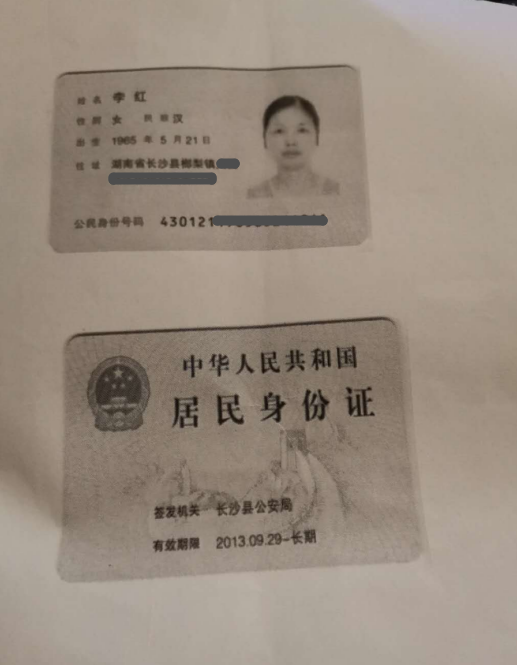 姓名 李红
性别 女 民族 汉
出生 1965 年 5 月 21 日
住址 湖南省长沙县㮾梨镇
公民身份号码 430121
中华人民共和国
居民身份证
签发机关 长沙县公安局
有效期限 2013.09.29-长期